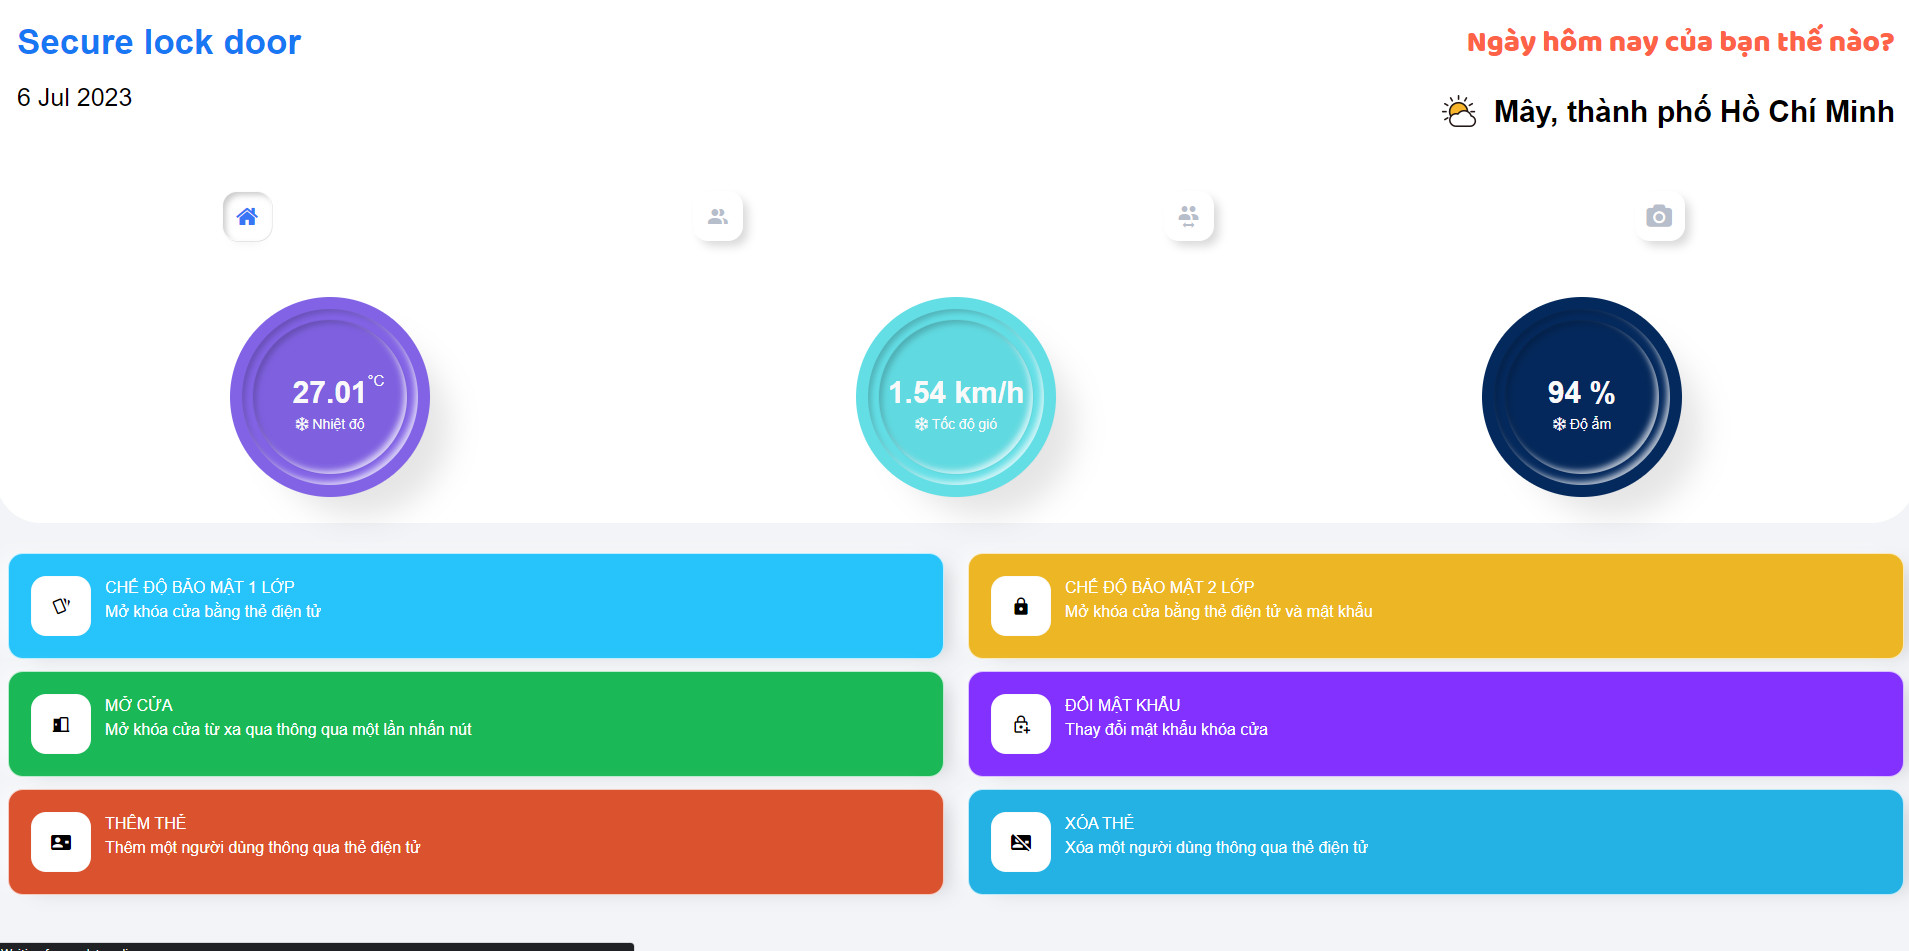 Secure lock door
Ngày hôm nay của bạn thế nào?
6 Jul 2023
Mây, thành phố Hồ Chí Minh
27.01°C
Nhiệt độ
1.54 km/h
Tốc độ gió
94 %
Độ ẩm
CHẾ ĐỘ BẢO MẬT 1 LỚP
Mở khóa cửa bằng thẻ điện tử
CHẾ ĐỘ BẢO MẬT 2 LỚP
Mở khóa cửa bằng thẻ điện tử và mật khẩu
MỞ CỬA
Mở khóa cửa từ xa qua thông qua một lần nhấn nút
ĐỔI MẬT KHẨU
Thay đổi mật khẩu khóa cửa
THÊM THẺ
Thêm một người dùng thông qua thẻ điện tử
XÓA THẺ
Xóa một người dùng thông qua thẻ điện tử